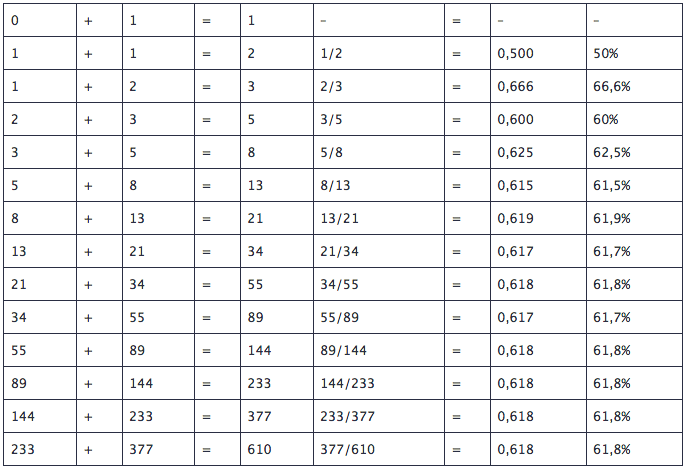 0 + 1 = 1 – = – –
1 + 1 = 2 1/2 = 0,500 50%
1 + 2 = 3 2/3 = 0,666 66,6%
2 + 3 = 5 3/5 = 0,600 60%
3 + 5 = 8 5/8 = 0,625 62,5%
5 + 8 = 13 8/13 = 0,615 61,5%
8 + 13 = 21 13/21 = 0,619 61,9%
13 + 21 = 34 21/34 = 0,617 61,7%
21 + 34 = 55 34/55 = 0,618 61,8%
34 + 55 = 89 55/89 = 0,617 61,7%
55 + 89 = 144 89/144 = 0,618 61,8%
89 + 144 = 233 144/233 = 0,618 61,8%
144 + 233 = 377 233/377 = 0,618 61,8%
233 + 377 = 610 377/610 = 0,618 61,8%